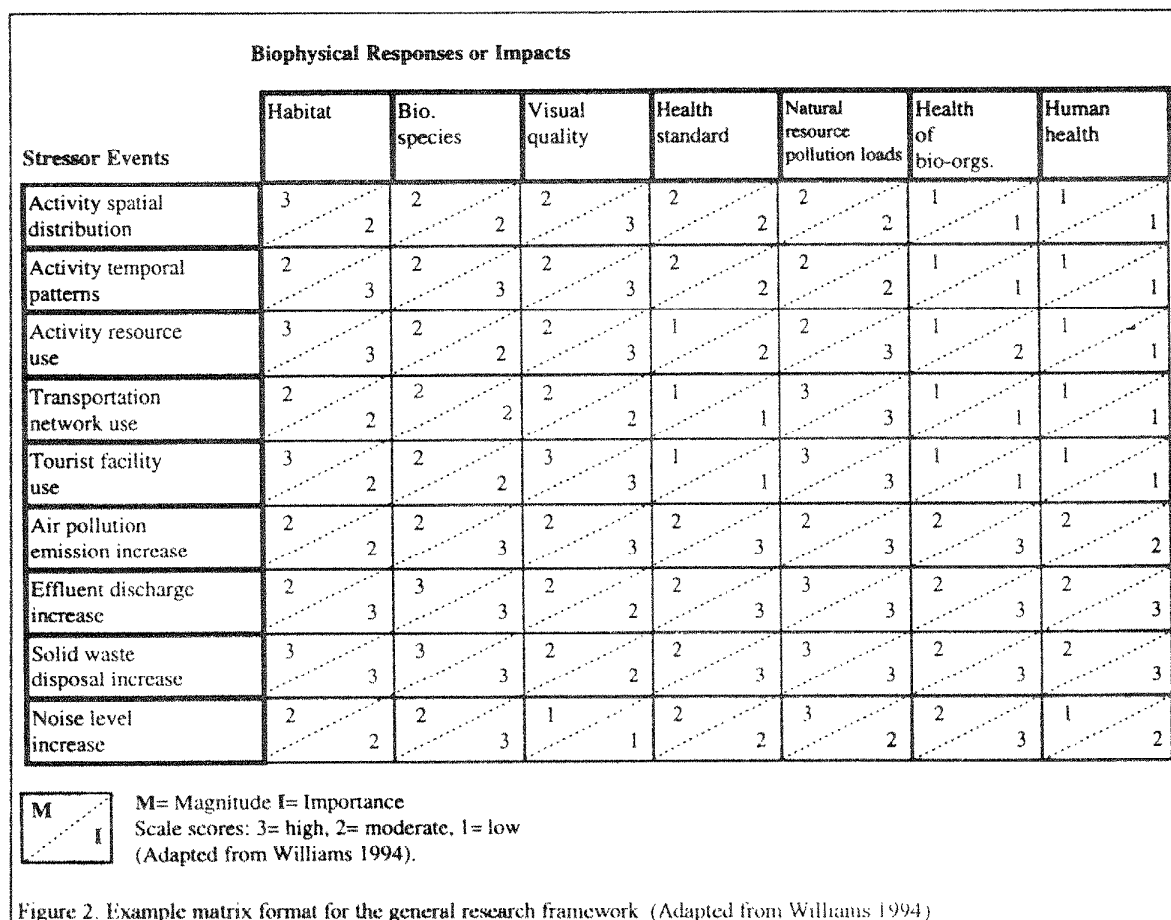 Biophysical Responses or Impacts
Stressor Events
Habitat
Bio.
species
Visual
quality
Health
standard
Natural
resource
pollution loads
Health
of
bio-orgs.
Human
health
Activity spatial
distribution
3 2 2 2 2 3 2 2 2 2 1 1 1 1
Activity temporal
patterns
2 3 2 3 2 3 2 2 2 2 1 1 1 1
Activity resource
use
3 3 2 2 2 3 1 2 2 3 1 2 1 1
Transportation
network use
2 2 2 2 2 2 1 1 3 3 1 1 1 1
Tourist facility
use
3 2 2 2 3 3 1 1 3 3 1 1 1 1
Air pollution
emission increase
2 2 2 3 2 3 2 3 2 3 2 3 2 2
Effluent discharge
increase
2 3 3 3 2 2 2 3 3 3 2 3 2 3
Solid waste
disposal increase
3 3 3 3 2 2 2 3 3 3 2 3 2 3
Noise level
increase
2 2 2 3 1 1 2 2 3 2 2 3 1 2
M I
M= Magnitude I= Importance
Scale scores: 3= high, 2= moderate, 1= low
(Adapted from Williams 1994).
Figure 2. Example matrix format for the general research framework (Adapted from Williams 1994)